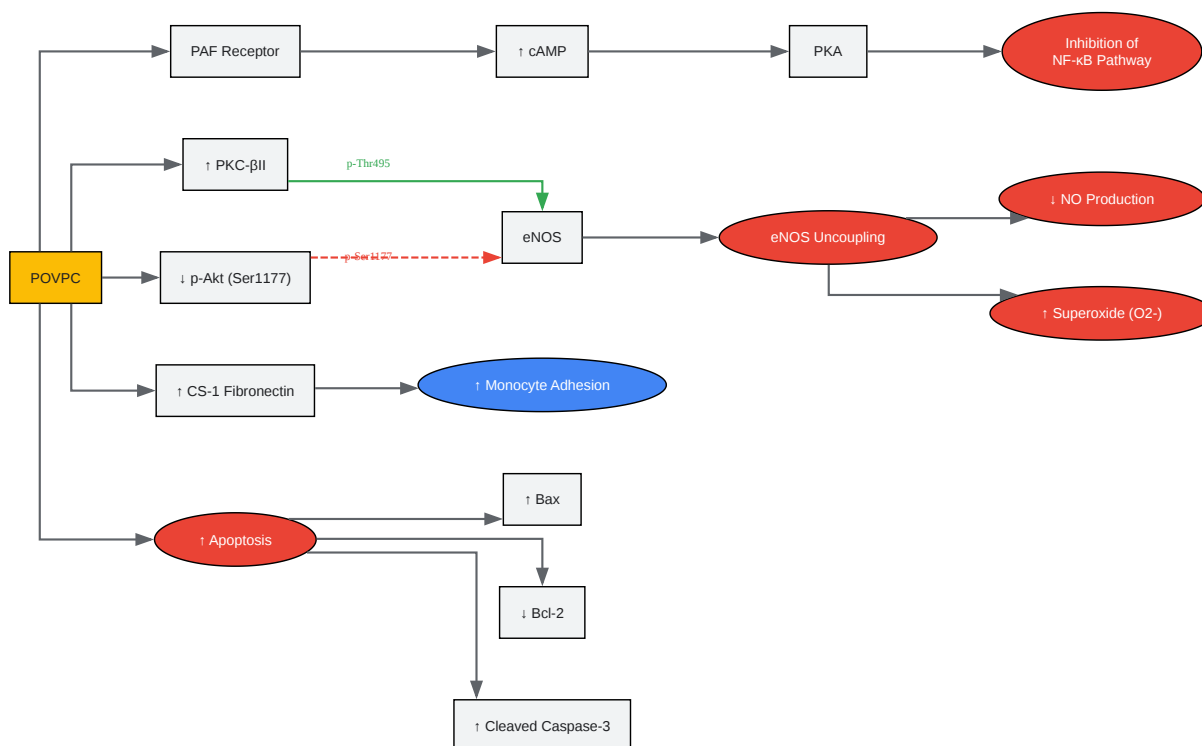 PAF Receptor
↑ cAMP
PKA
Inhibition of
NF-κB Pathway
↑ PKC-βII
p-Thr495
eNOS
eNOS Uncoupling
↓ NO Production
POVPC
↓ p-Akt (Ser1177)
p-Ser1177
↑ Superoxide (O2-)
↑ CS-1 Fibronectin
↑ Monocyte Adhesion
↑ Apoptosis
↑ Bax
↓ Bcl-2
↑ Cleaved Caspase-3